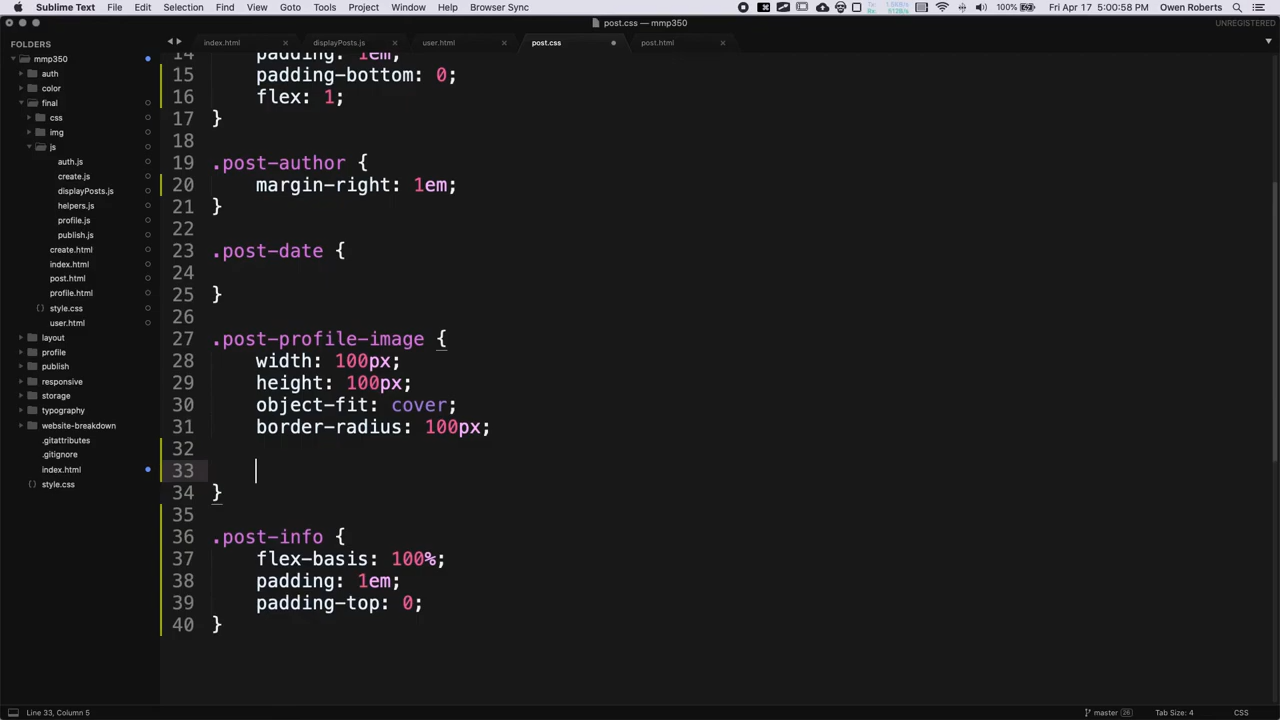 Sublime Text File Edit Selection Find View Goto Tools Project Window Help Browser Sync 100% Fri Apr 17 5:00:58 PM Owen Roberts
post.css — mmp350 UNREGISTERED
FOLDERS
index.html displayPosts.js user.html post.css post.html
mmp350
auth
color
final
css
img
js
auth.js
create.js
displayPosts.js
helpers.js
profile.js
publish.js
create.html
index.html
post.html
profile.html
style.css
user.html
layout
profile
publish
responsive
storage
typography
website-breakdown
.gitattributes
.gitignore
index.html
style.css
14 padding: 1em;
15 padding-bottom: 0;
16 flex: 1;
17 }
18
19 .post-author {
20 margin-right: 1em;
21 }
22
23 .post-date {
24
25 }
26
27 .post-profile-image {
28 width: 100px;
29 height: 100px;
30 object-fit: cover;
31 border-radius: 100px;
32
33
34 }
35
36 .post-info {
37 flex-basis: 100%;
38 padding: 1em;
39 padding-top: 0;
40 }
Line 33, Column 5 master 26 Tab Size: 4 CSS